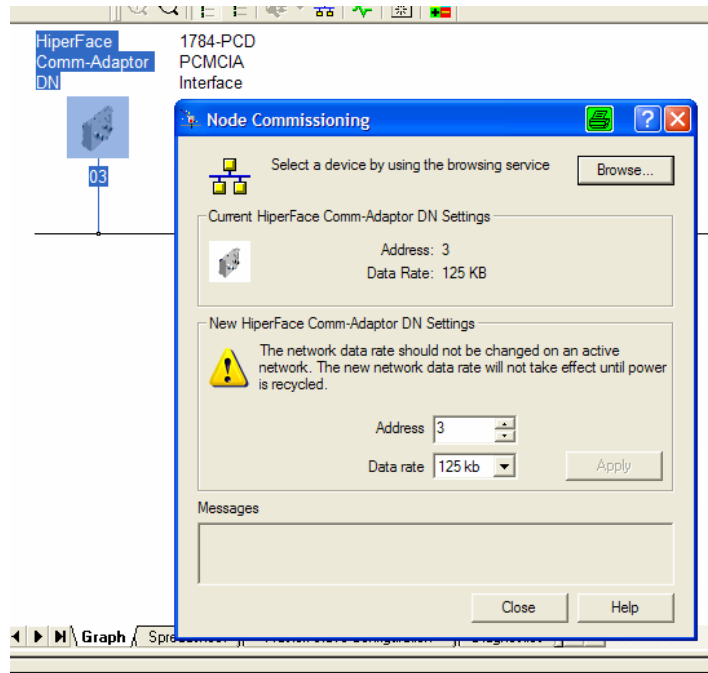 HiperFace
Comm-Adaptor
DN
1784-PCD
PCMCIA
Interface
03
Node Commissioning
Select a device by using the browsing service
Browse...
Current HiperFace Comm-Adaptor DN Settings
Address: 3
Data Rate: 125 KB
New HiperFace Comm-Adaptor DN Settings
The network data rate should not be changed on an active
network. The new network data rate will not take effect until power
is recycled.
Address 3
Data rate 125 kb
Apply
Messages
Close
Help
Graph